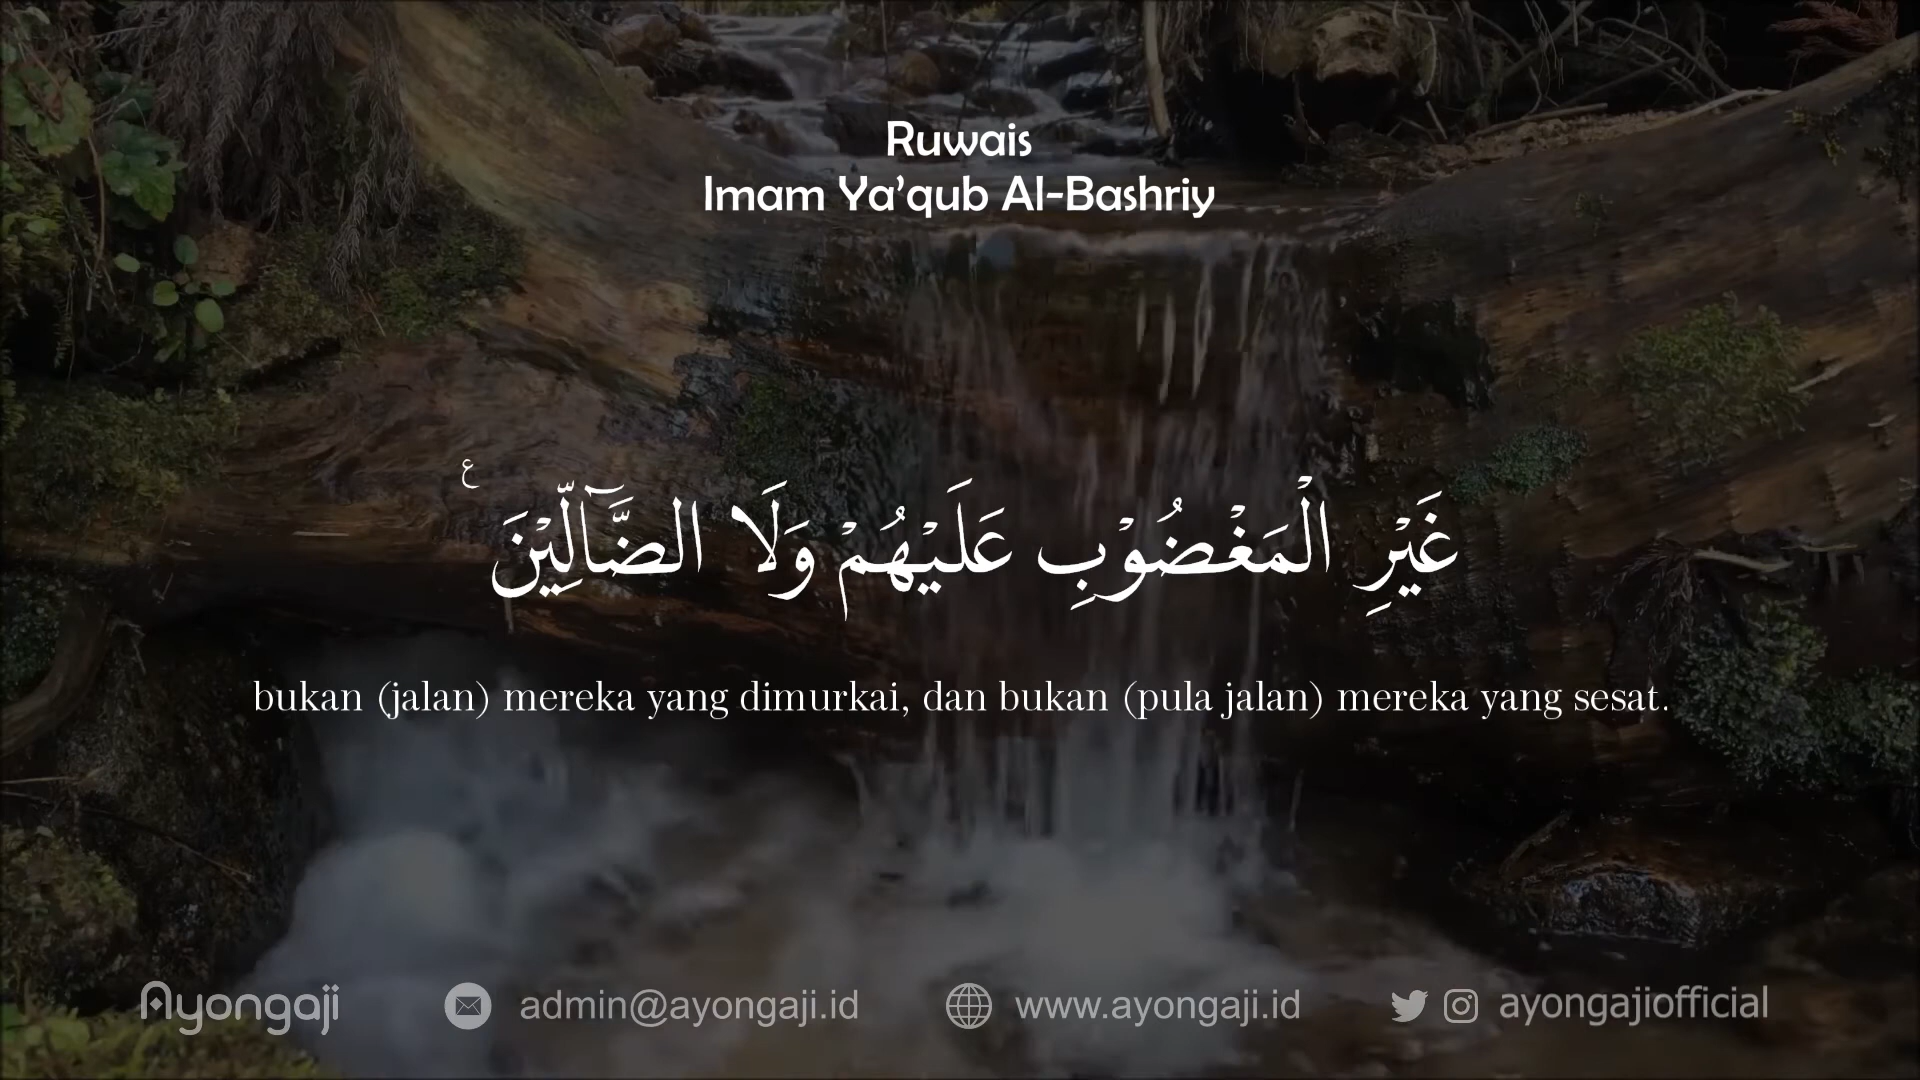 Ruwais
Imam Ya’qub Al-Bashriy
غَيْرِ الْمَغْضُوْبِ عَلَيْهُمْ وَلَا الضَّاۤلِّيْنَ ࣖ
bukan (jalan) mereka yang dimurkai, dan bukan (pula jalan) mereka yang sesat.
Ayongaji admin@ayongaji.id www.ayongaji.id ayongajiofficial